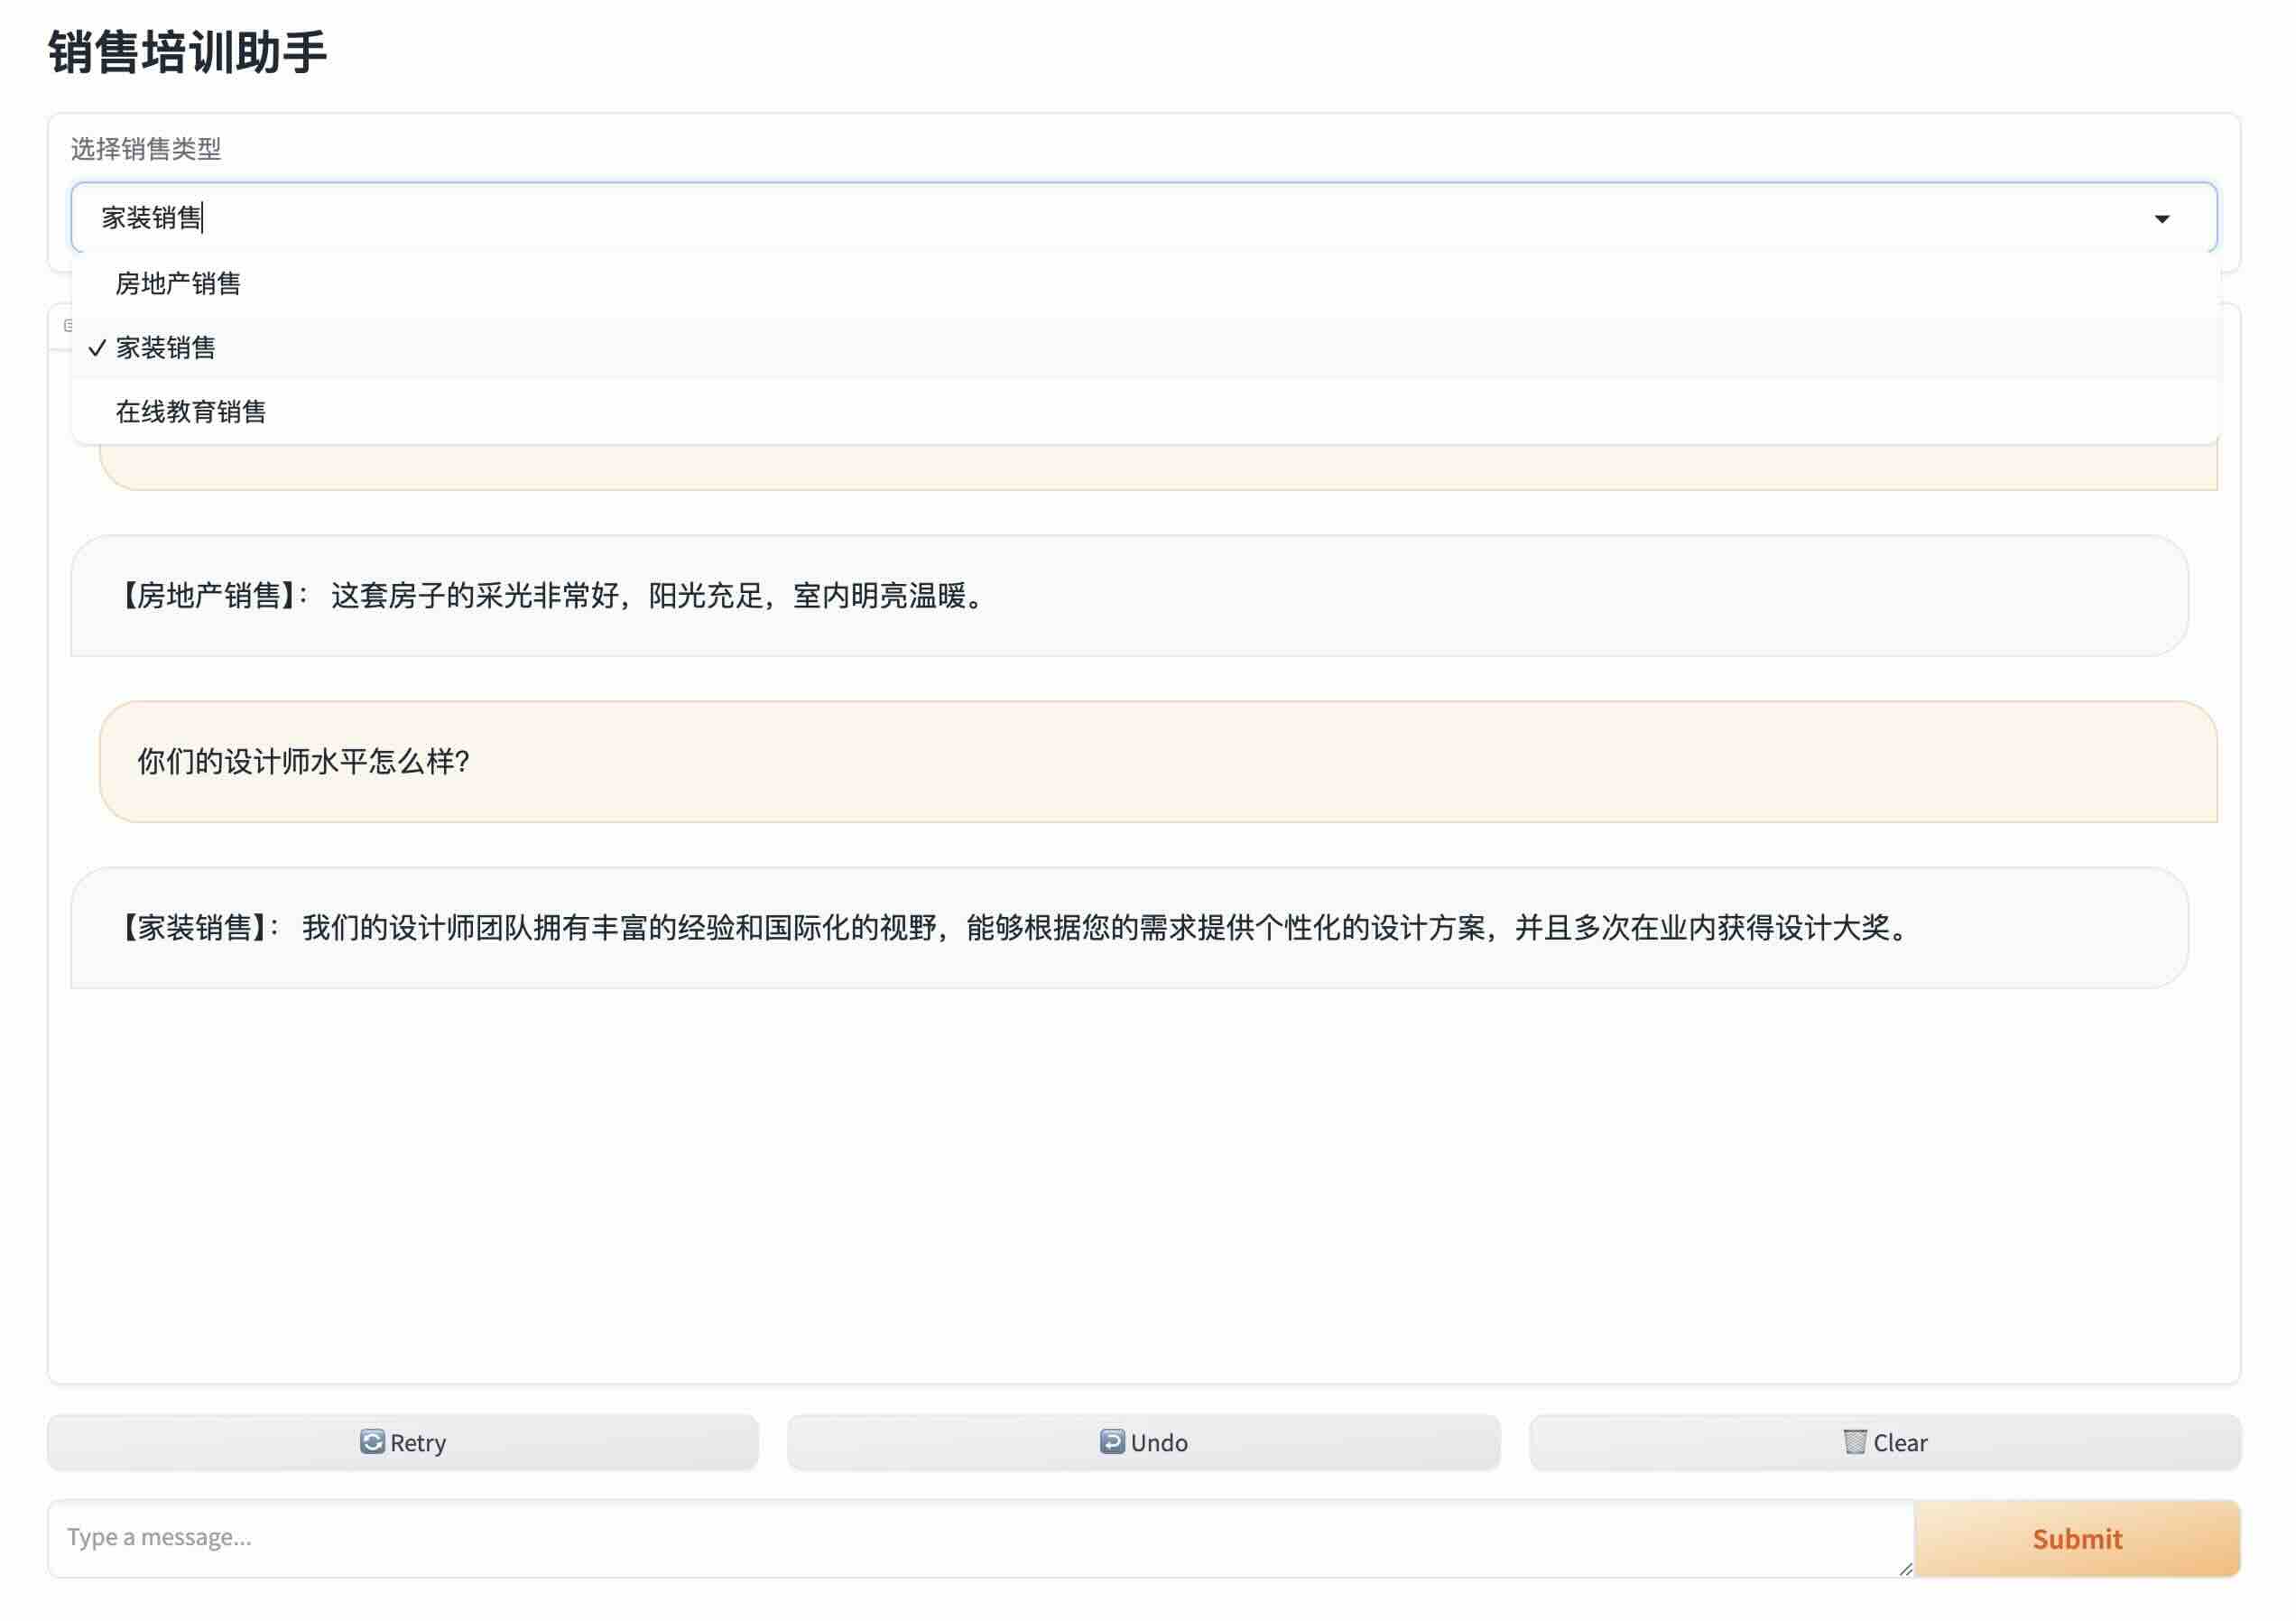 销售培训助手
选择销售类型
家装销售
房地产销售
家装销售
在线教育销售
【房地产销售】： 这套房子的采光非常好，阳光充足，室内明亮温暖。
你们的设计师水平怎么样?
【家装销售】： 我们的设计师团队拥有丰富的经验和国际化的视野，能够根据您的需求提供个性化的设计方案，并且多次在业内获得设计大奖。
Retry
Undo
Clear
Type a message...
Submit